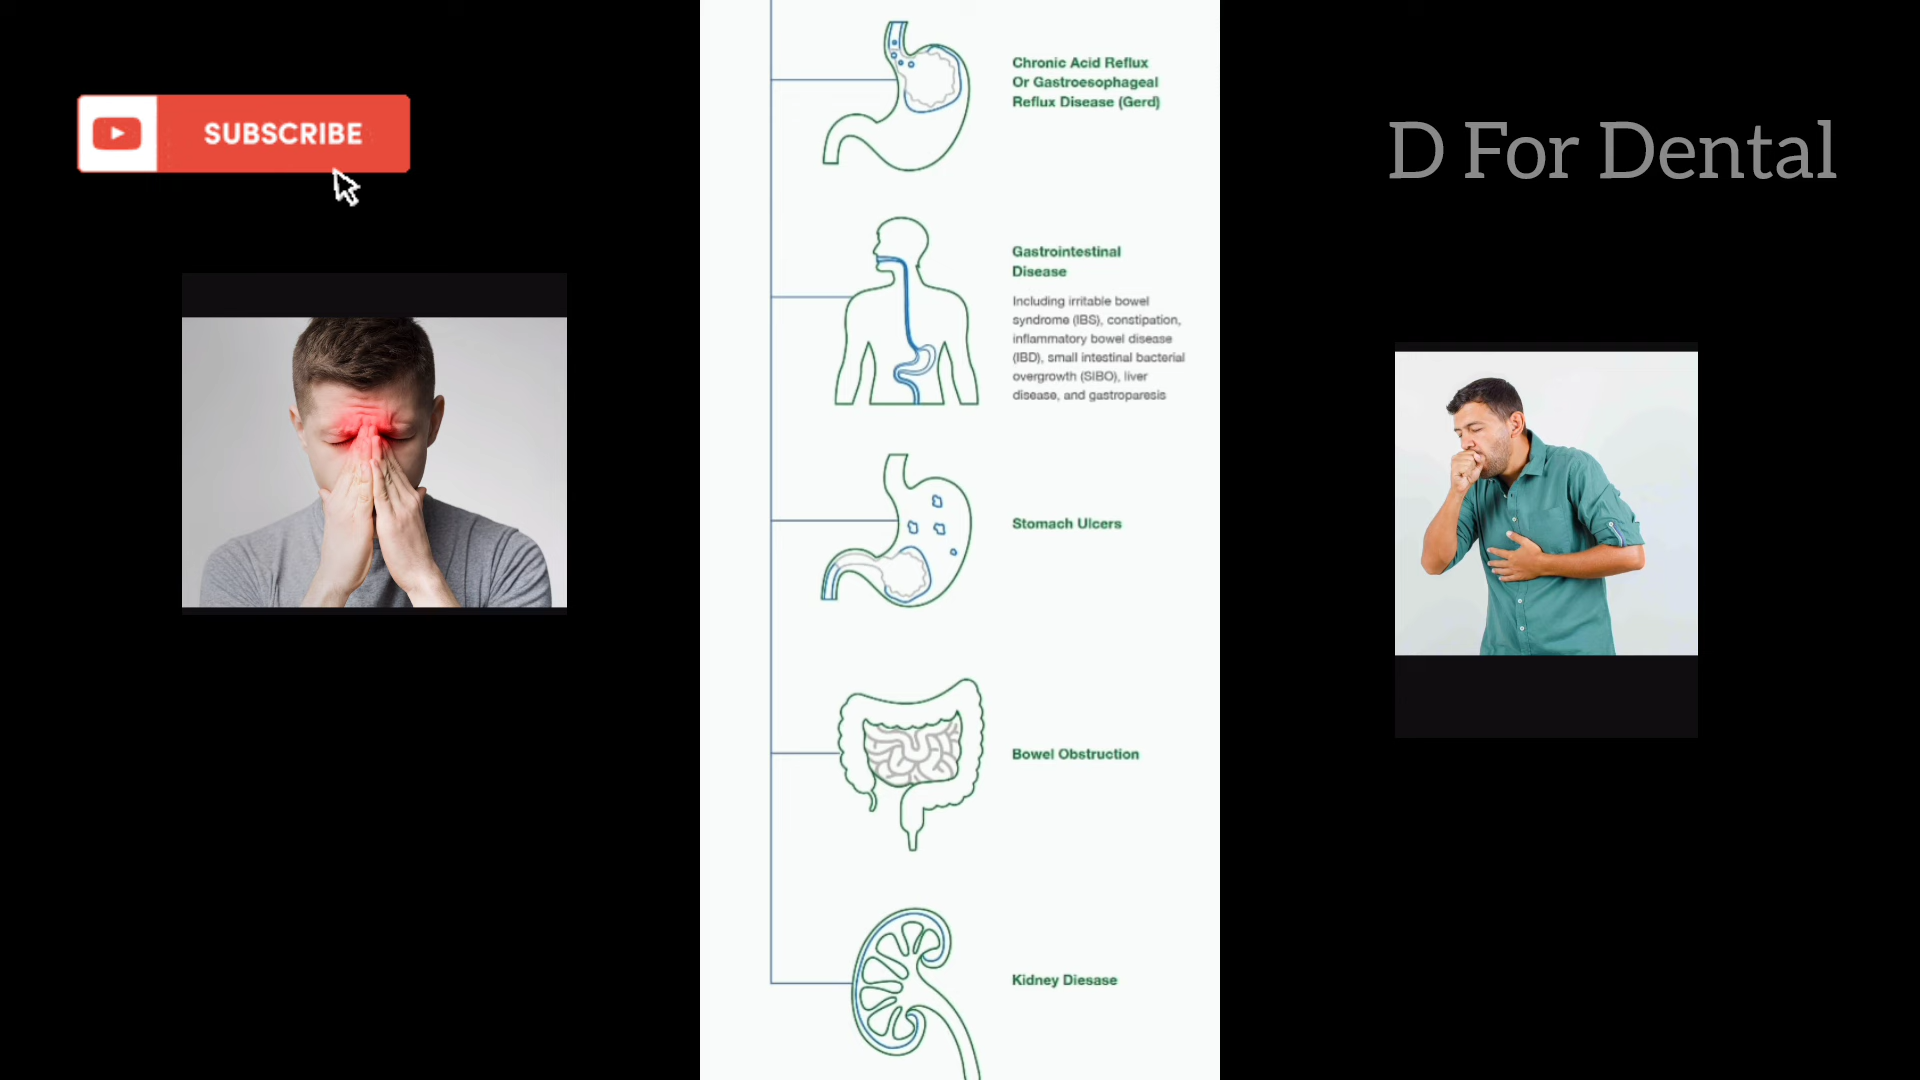 SUBSCRIBE
D For Dental
Chronic Acid Reflux
Or Gastroesophageal
Reflux Disease (Gerd)
Gastrointestinal
Disease
Including irritable bowel
syndrome (IBS), constipation,
inflammatory bowel disease
(IBD), small intestinal bacterial
overgrowth (SIBO), liver
disease, and gastroparesis
Stomach Ulcers
Bowel Obstruction
Kidney Diesase